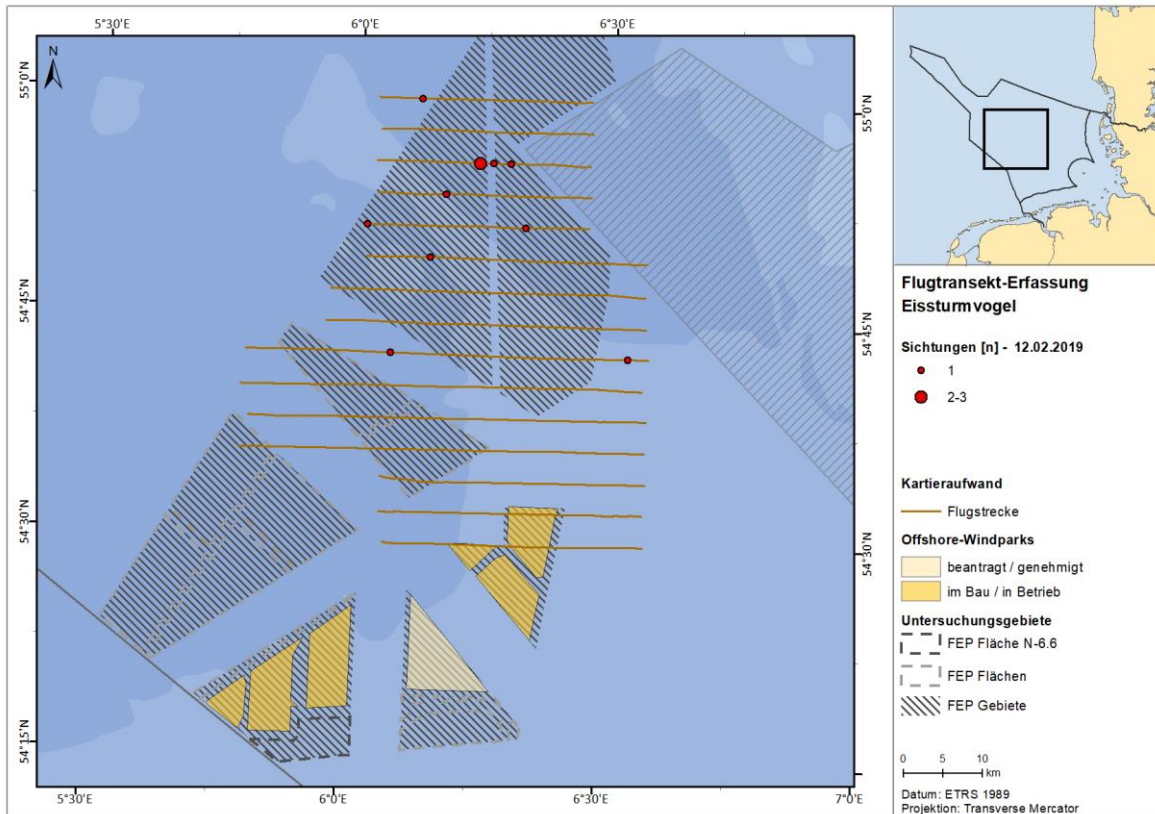 5°30'E
6°0'E
6°30'E
N
55°0'N
55°0'N
54°45'N
54°45'N
54°30'N
54°30'N
54°15'N
54°15'N
5°30'E
6°0'E
6°30'E
7°0'E
Flugtransekt-Erfassung
Eissturmvogel
Sichtungen [n] - 12.02.2019
1
2-3
Kartieraufwand
Flugstrecke
Offshore-Windparks
beantragt / genehmigt
im Bau / in Betrieb
Untersuchungsgebiete
FEP Fläche N-6.6
FEP Flächen
FEP Gebiete
0 5 10
km
Datum: ETRS 1989
Projektion: Transverse Mercator